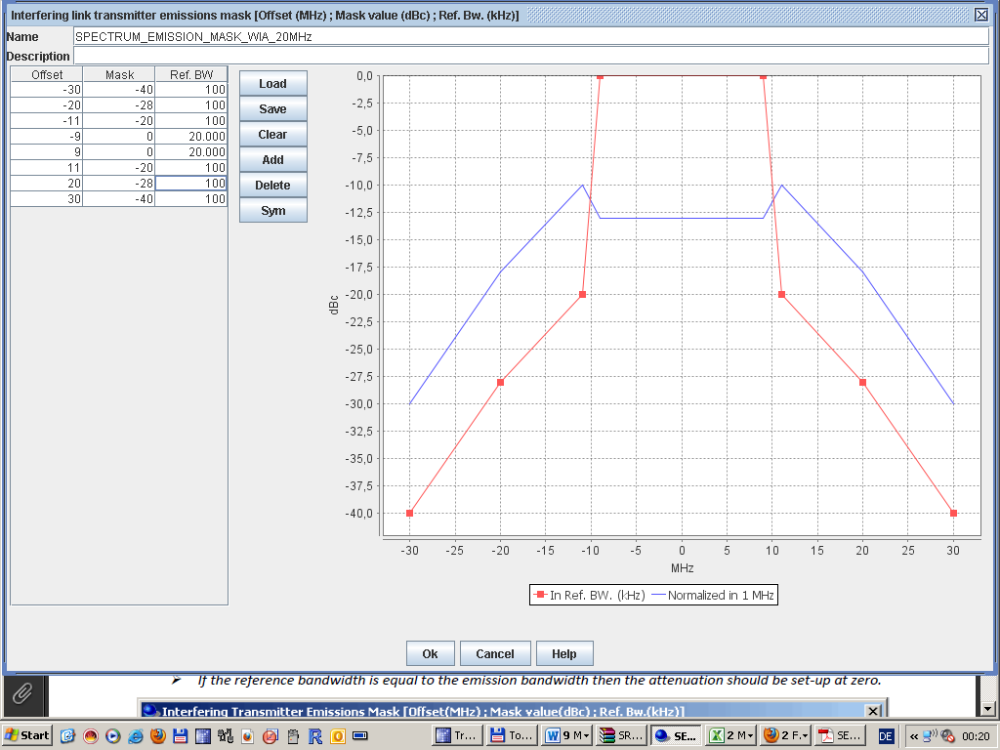 Interfering link transmitter emissions mask [Offset (MHz) ; Mask value (dBc) ; Ref. Bw. (kHz)]
Name SPECTRUM_EMISSION_MASK_WIA_20MHz
Description
Offset Mask Ref. BW
-30 -40 100
-20 -28 100
-11 -20 100
-9 0 20.000
9 0 20.000
11 -20 100
20 -28 100
30 -40 100
Load
Save
Clear
Add
Delete
Sym
0,0
-2,5
-5,0
-7,5
-10,0
-12,5
-15,0
-17,5
-20,0
-22,5
-25,0
-27,5
-30,0
-32,5
-35,0
-37,5
-40,0
dBc
-30 -25 -20 -15 -10 -5 0 5 10 15 20 25 30
MHz
In Ref. BW. (kHz) Normalized in 1 MHz
Ok Cancel Help
If the reference bandwidth is equal to the emission bandwidth then the attenuation should be set-up at zero.
Interfering Transmitter Emissions Mask [Offset(MHz) ; Mask value(dBc) ; Ref. Bw.(kHz)]
Start Tr... To... 9 M SR... SE... 2 M 2 F. SE... DE 00:20